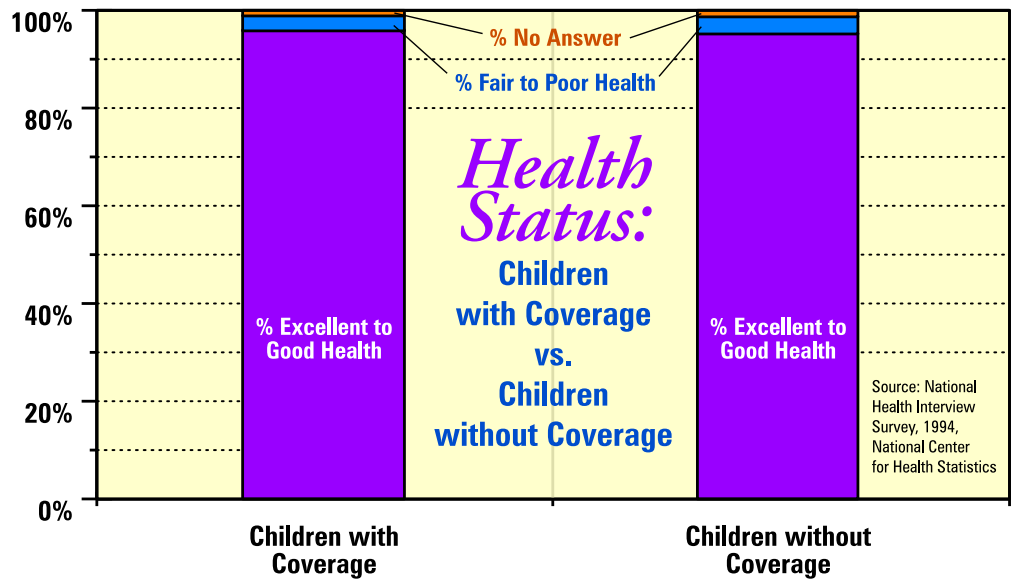 100%
80%
60%
40%
20%
0%
% No Answer
% Fair to Poor Health
Health
Status:
Children
with Coverage
vs.
Children
without Coverage
% Excellent to
Good Health
% Excellent to
Good Health
Source: National
Health Interview
Survey, 1994,
National Center
for Health Statistics
Children with
Coverage
Children without
Coverage